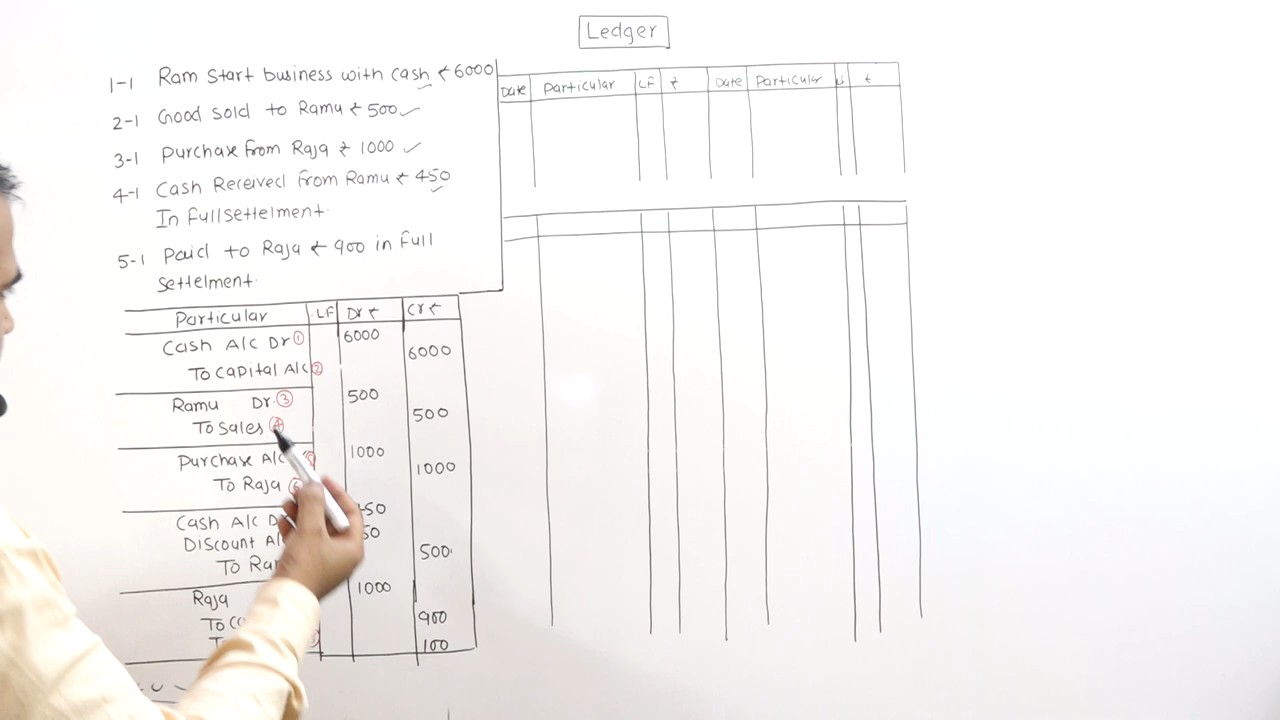 Ledger
1-1 Ram Start business with cash ₹ 6000
2-1 Good sold to Ramu ₹ 500
3-1 Purchase from Raja ₹ 1000
4-1 Cash Received from Ramu ₹ 450
In Fullsettelment.
5-1 Paid to Raja ₹ 900 in Full
Settelment.
Date Particular LF ₹ Date Particular LF ₹
Particular LF Dr ₹ Cr ₹
Cash A/c Dr ① 6000
To Capital A/c ② 6000
Ramu Dr. ③ 500
To Sales ④ 500
Purchase A/c 1000
To Raja ⑥ 1000
Cash A/c 450
Discount A/c 50
To 500
Raja 1000
To 900
100